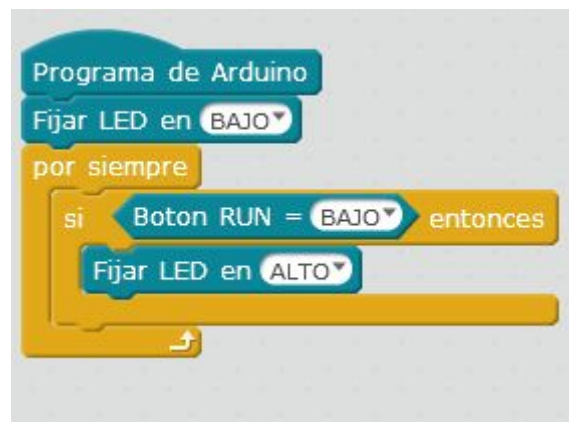 Programa de Arduino
Fijar LED en BAJO
por siempre
si Boton RUN = BAJO entonces
Fijar LED en ALTO